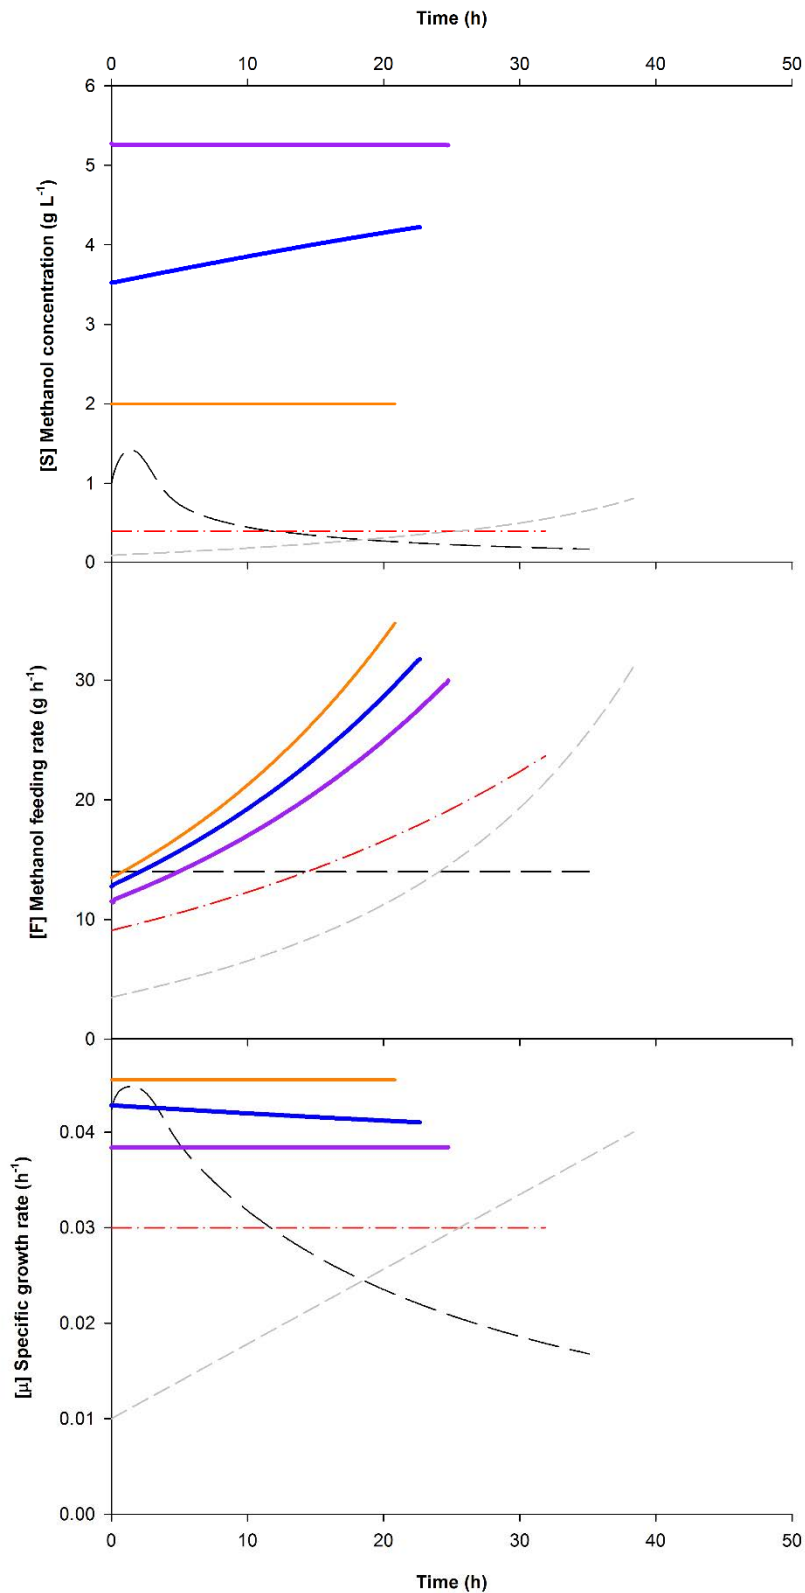 Time (h)
0 10 20 30 40 50
6
5
4
3
2
1
0
[S] Methanol concentration (g L⁻¹)
30
20
10
0
[F] Methanol feeding rate (g h⁻¹)
0.04
0.03
0.02
0.01
0.00
[µ] Specific growth rate (h⁻¹)
0 10 20 30 40 50
Time (h)